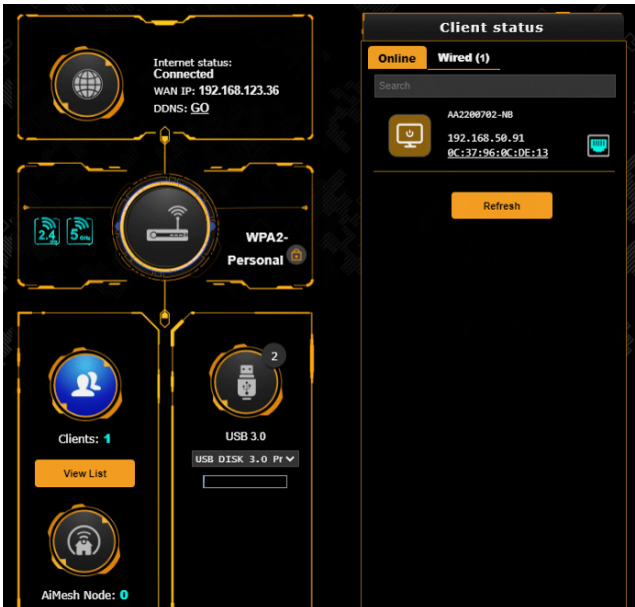 Internet status:
Connected
WAN IP: 192.168.123.36
DDNS: GO
2.4
GHz
5 GHz
WPA2-
Personal
Clients: 1
View List
AiMesh Node: 0
2
USB 3.0
USB DISK 3.0 Pr
Client status
Online
Wired (1)
Search
AA2200702-NB
192.168.50.91
0C:37:96:0C:DE:13
Refresh